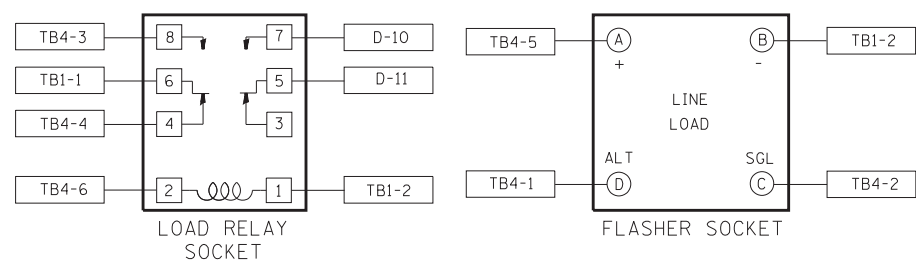 TB4-3 8 7 D-10
TB1-1 6 5 D-11
TB4-4 4 3
TB4-6 2 1 TB1-2
LOAD RELAY
SOCKET
TB4-5 A B TB1-2
+ -
LINE
LOAD
ALT SGL
TB4-1 D C TB4-2
FLASHER SOCKET